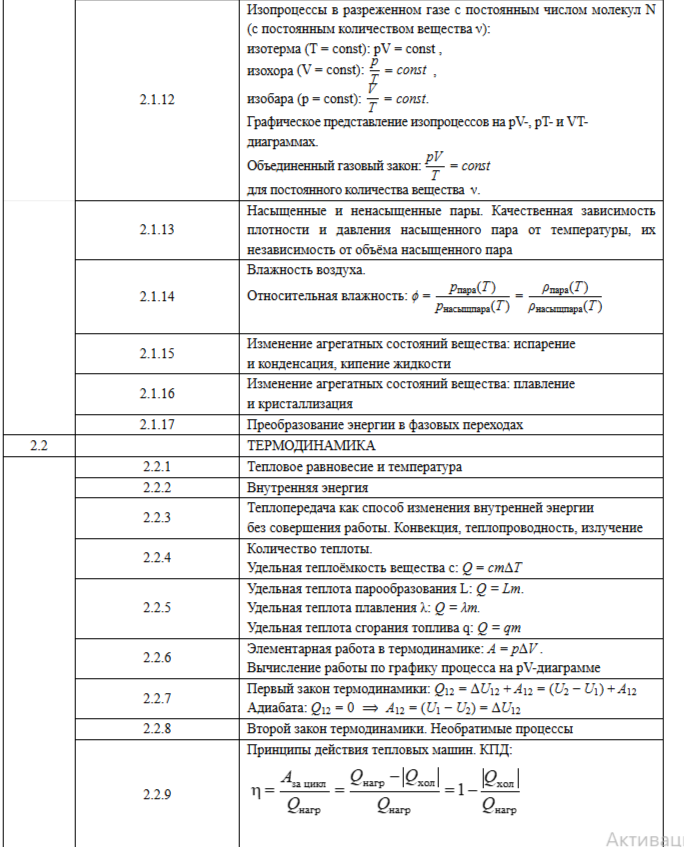 2.1.12
Изопроцессы в разреженном газе с постоянным числом молекул N
(с постоянным количеством вещества ν):
изотерма (T = const): pV = const ,
изохора (V = const): p/T = const ,
изобара (p = const): V/T = const.
Графическое представление изопроцессов на pV-, pT- и VT-
диаграммах.
Объединенный газовый закон: pV/T = const
для постоянного количества вещества ν.
2.1.13
Насыщенные и ненасыщенные пары. Качественная зависимость
плотности и давления насыщенного пара от температуры, их
независимость от объёма насыщенного пара
2.1.14
Влажность воздуха.
Относительная влажность: ϕ = pпара(T)/pнасыщпара(T) = ρпара(T)/ρнасыщпара(T)
2.1.15
Изменение агрегатных состояний вещества: испарение
и конденсация, кипение жидкости
2.1.16
Изменение агрегатных состояний вещества: плавление
и кристаллизация
2.1.17 Преобразование энергии в фазовых переходах
2.2 ТЕРМОДИНАМИКА
2.2.1 Тепловое равновесие и температура
2.2.2 Внутренняя энергия
2.2.3
Теплопередача как способ изменения внутренней энергии
без совершения работы. Конвекция, теплопроводность, излучение
2.2.4
Количество теплоты.
Удельная теплоёмкость вещества c: Q = cmΔT
2.2.5
Удельная теплота парообразования L: Q = Lm.
Удельная теплота плавления λ: Q = λm.
Удельная теплота сгорания топлива q: Q = qm
2.2.6
Элементарная работа в термодинамике: A = pΔV .
Вычисление работы по графику процесса на pV-диаграмме
2.2.7
Первый закон термодинамики: Q₁₂ = ΔU₁₂ + A₁₂ = (U₂ − U₁) + A₁₂
Адиабата: Q₁₂ = 0 ⟹ A₁₂ = (U₁ − U₂) = ΔU₁₂
2.2.8 Второй закон термодинамики. Необратимые процессы
2.2.9
Принципы действия тепловых машин. КПД:
η = Aза цикл/Qнагр = (Qнагр − |Qхол|)/Qнагр = 1 − |Qхол|/Qнагр
Активаци